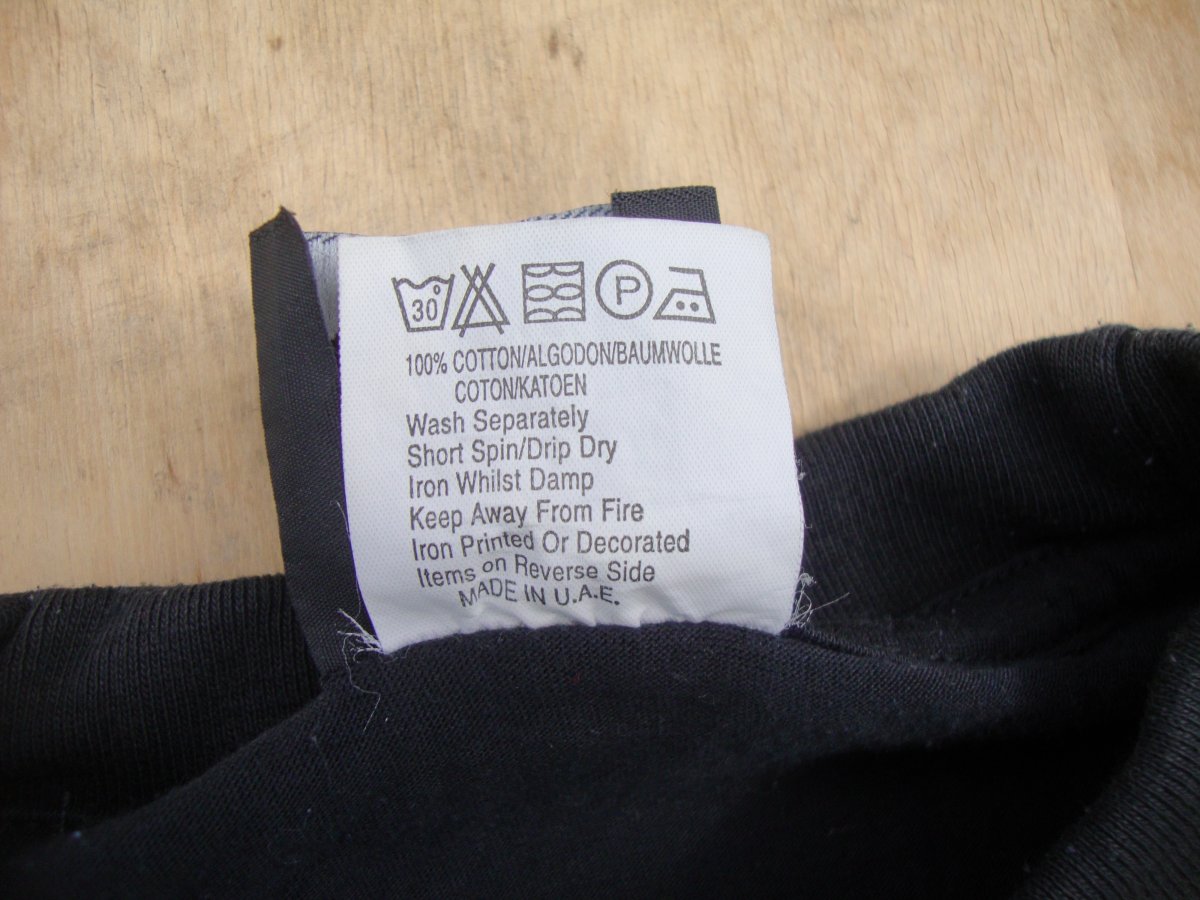 30° P
100% COTTON/ALGODON/BAUMWOLLE
COTON/KATOEN
Wash Separately
Short Spin/Drip Dry
Iron Whilst Damp
Keep Away From Fire
Iron Printed Or Decorated
Items on Reverse Side
MADE IN U.A.E.